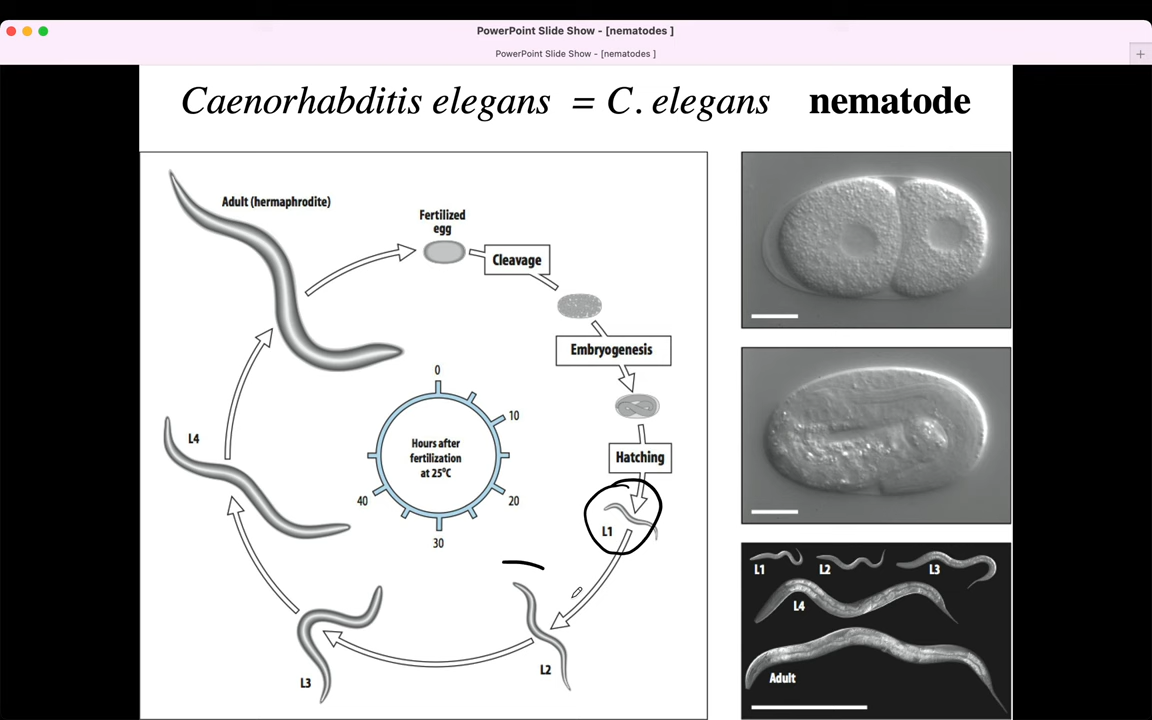 PowerPoint Slide Show - [nematodes ]
PowerPoint Slide Show - [nematodes ]
+
Caenorhabditis elegans = C. elegans nematode
Adult (hermaphrodite)
Fertilized
egg
Cleavage
Embryogenesis
Hatching
L1
L2
L3
L4
0
10
20
30
40
Hours after
fertilization
at 25°C
L1
L2
L3
L4
Adult